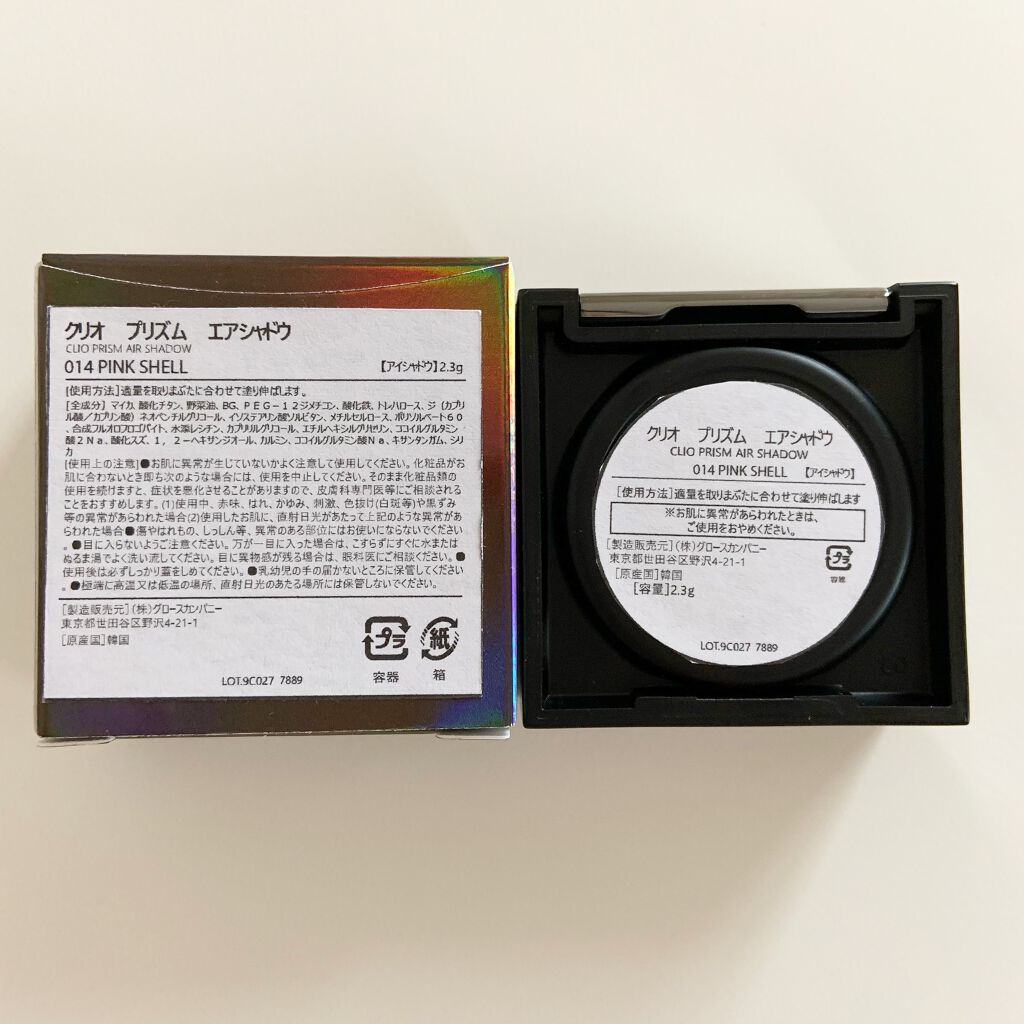 クリオ　プリズム　エアシャドウ
CLIO PRISM AIR SHADOW
014 PINK SHELL 【アイシャドウ】2.3g
[使用方法]適量を取りまぶたに合わせて塗り伸ばします。
[全成分] マイカ、酸化チタン、野菜油、BG、PEG－12ジメチコン、酸化鉄、トレハロース、ジ（カプリ
ル酸／カプリン酸）ネオペンチルグリコール、イソステアリン酸ソルビタン、メチルセルロース、ポリソルベート60
、合成フルオロフロゴパイト、水添レシチン、カプリリルグリコール、エチルヘキシルグリセリン、ココイルグルタミン
酸2Na、酸化スズ、1，2－ヘキサンジオール、カルミン、ココイルグルタミン酸Na、キサンタンガム、シリ
カ
[使用上の注意]●お肌に異常が生じていないかよく注意して使用してください。化粧品がお
肌に合わないとき即ち次のような場合には、使用を中止してください。そのまま化粧品類の
使用を続けますと、症状を悪化させることがありますので、皮膚科専門医等にご相談される
ことをおすすめします。(1)使用中、赤味、はれ、かゆみ、刺激、色抜け(白斑等)や黒ずみ
等の異常があらわれた場合(2)使用したお肌に、直射日光があたって上記のような異常があ
らわれた場合●傷やはれもの、しっしん等、異常のある部位にはお使いにならないでください
。●目に入らないようご注意ください。万が一目に入った場合は、こすらずにすぐに水または
ぬるま湯でよく洗い流してください。目に異物感が残る場合は、眼科医にご相談ください。●
使用後は必ずしっかり蓋をしめてください。●乳幼児の手の届かないところに保管してください
。●極端に高温又は低温の場所、直射日光のあたる場所には保管しないでください。
[製造販売元](株)グロースカンパニー
東京都世田谷区野沢4-21-1
[原産国]韓国
プラ 紙
容器 箱
LOT.9C027 7889
クリオ　プリズム　エアシャドウ
CLIO PRISM AIR SHADOW
014 PINK SHELL 【アイシャドウ】
[使用方法]適量を取りまぶたに合わせて塗り伸ばします
※お肌に異常があらわれたときは、
ご使用をおやめください。
[製造販売元](株)グロースカンパニー
東京都世田谷区野沢4-21-1
プラ
容器
[原産国]韓国
[容量]2.3g
LOT.9C027 7889